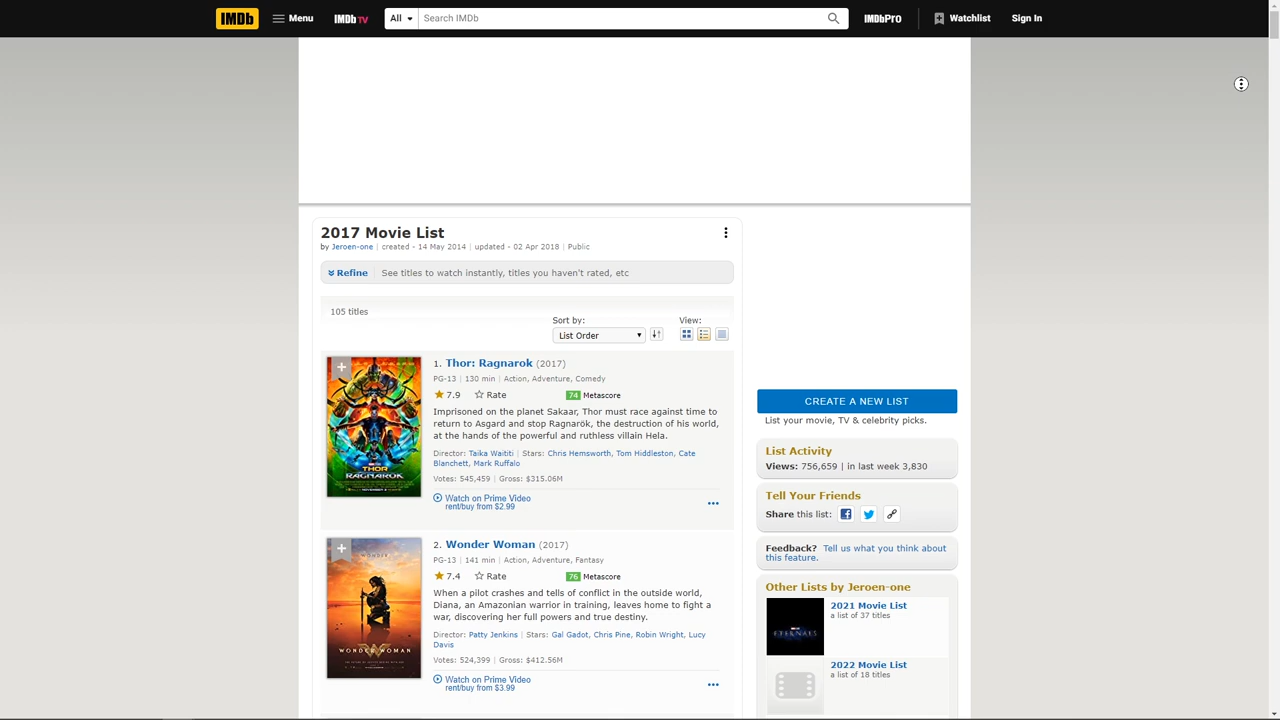 IMDb
Menu
IMDb TV
All
Search IMDb
IMDbPro
Watchlist
Sign In
2017 Movie List
by Jeroen-one | created - 14 May 2014 | updated - 02 Apr 2018 | Public
Refine
See titles to watch instantly, titles you haven't rated, etc
105 titles
Sort by:
View:
List Order
1. Thor: Ragnarok (2017)
PG-13 | 130 min | Action, Adventure, Comedy
7.9
Rate
74 Metascore
Imprisoned on the planet Sakaar, Thor must race against time to
return to Asgard and stop Ragnarök, the destruction of his world,
at the hands of the powerful and ruthless villain Hela.
Director: Taika Waititi | Stars: Chris Hemsworth, Tom Hiddleston, Cate
Blanchett, Mark Ruffalo
Votes: 545,459 | Gross: $315.06M
Watch on Prime Video
rent/buy from $2.99
THOR
RAGNAROK
2. Wonder Woman (2017)
PG-13 | 141 min | Action, Adventure, Fantasy
7.4
Rate
76 Metascore
When a pilot crashes and tells of conflict in the outside world,
Diana, an Amazonian warrior in training, leaves home to fight a
war, discovering her full powers and true destiny.
Director: Patty Jenkins | Stars: Gal Gadot, Chris Pine, Robin Wright, Lucy
Davis
Votes: 524,399 | Gross: $412.56M
Watch on Prime Video
rent/buy from $3.99
WONDER
WONDER WOMAN
CREATE A NEW LIST
List your movie, TV & celebrity picks.
List Activity
Views: 756,659 | in last week 3,830
Tell Your Friends
Share this list:
Feedback? Tell us what you think about
this feature.
Other Lists by Jeroen-one
2021 Movie List
a list of 37 titles
ETERNALS
2022 Movie List
a list of 18 titles